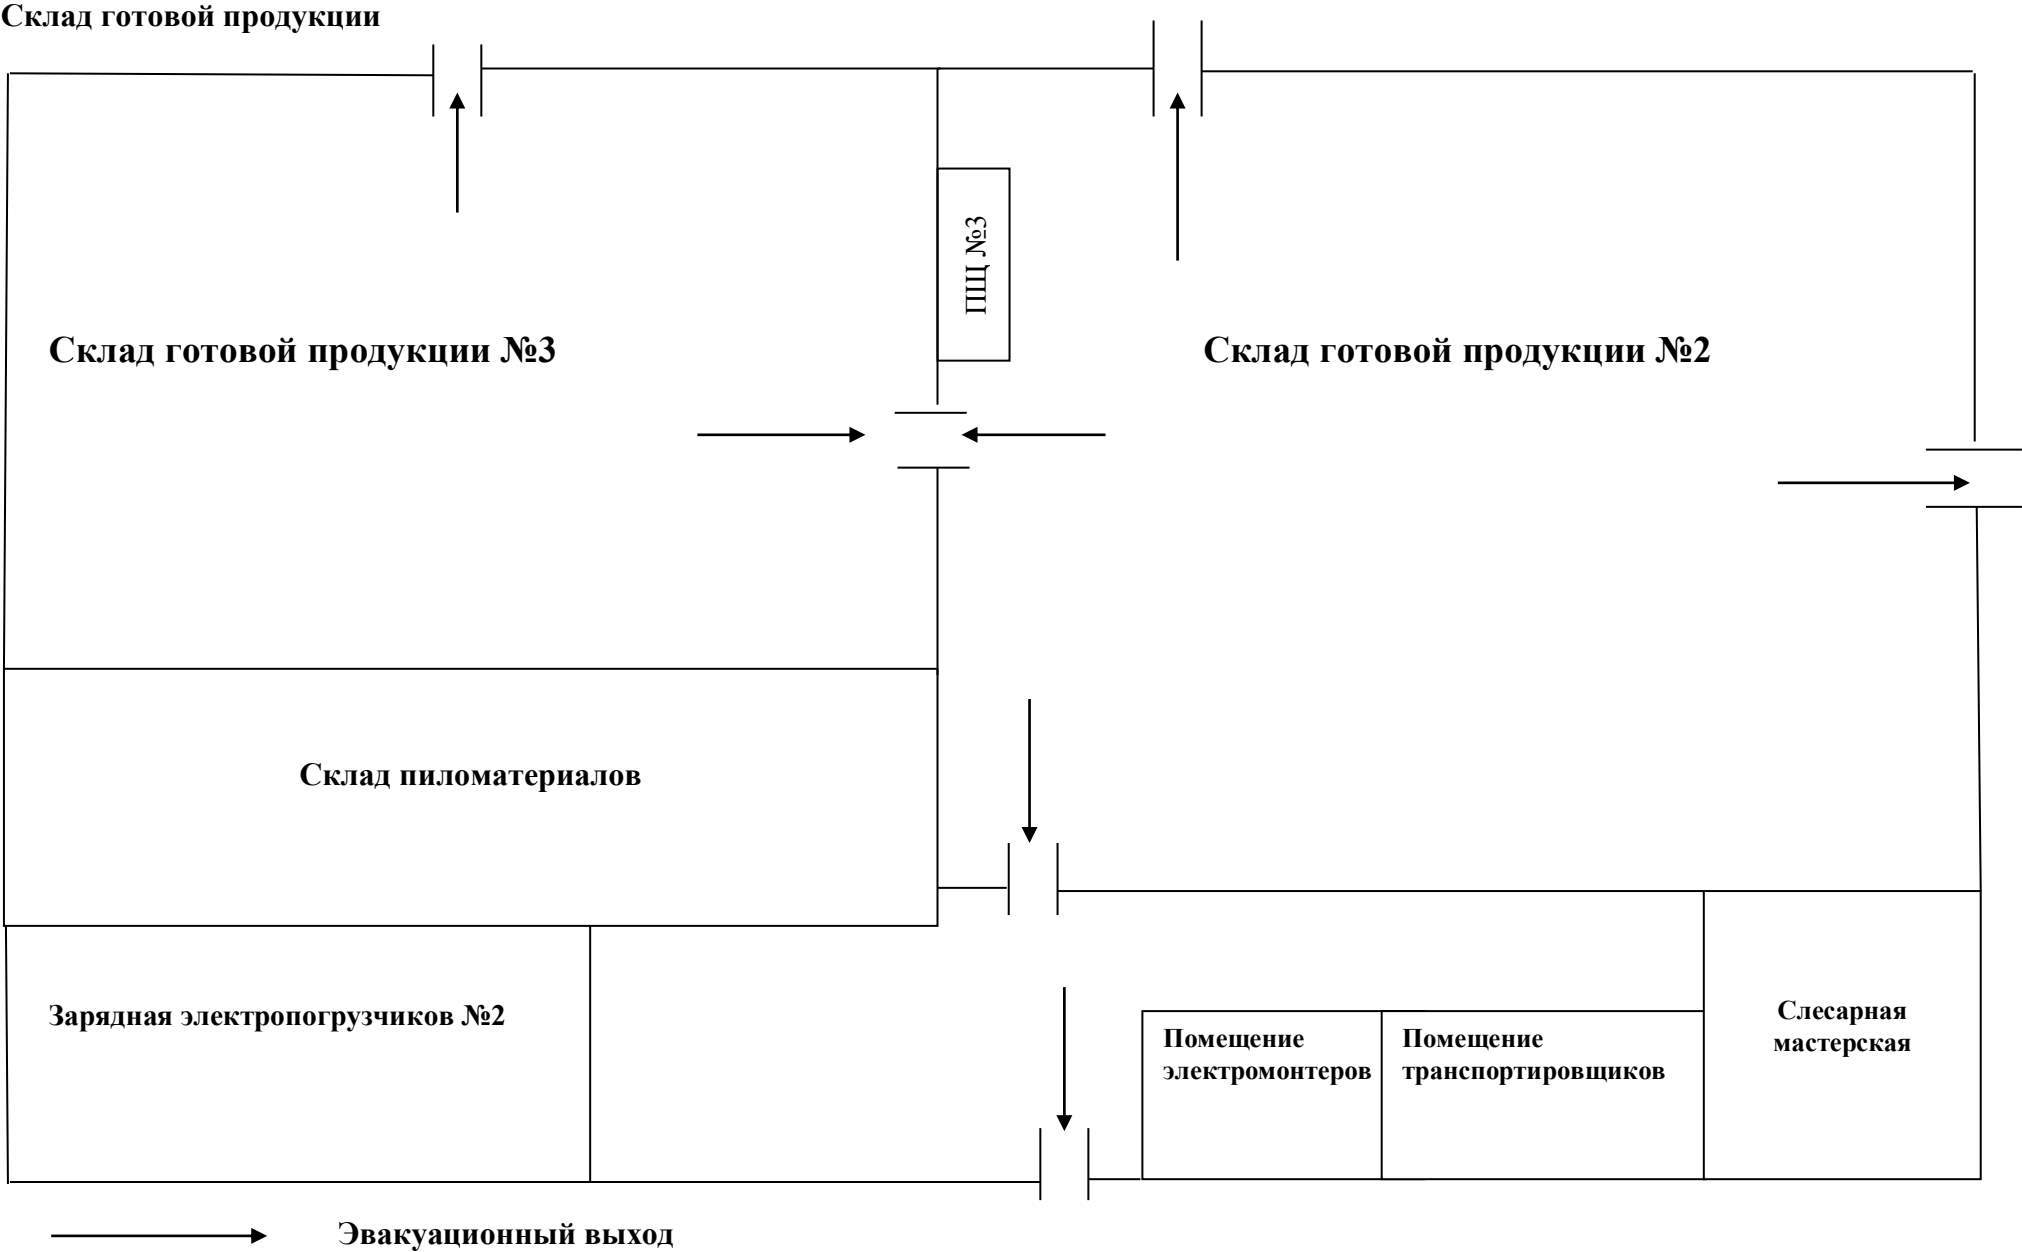 Склад готовой продукции
ПЩ №3
Склад готовой продукции №3
Склад готовой продукции №2
Склад пиломатериалов
Зарядная электропогрузчиков №2
Помещение
электромонтеров
Помещение
транспортировщиков
Слесарная
мастерская
Эвакуационный выход